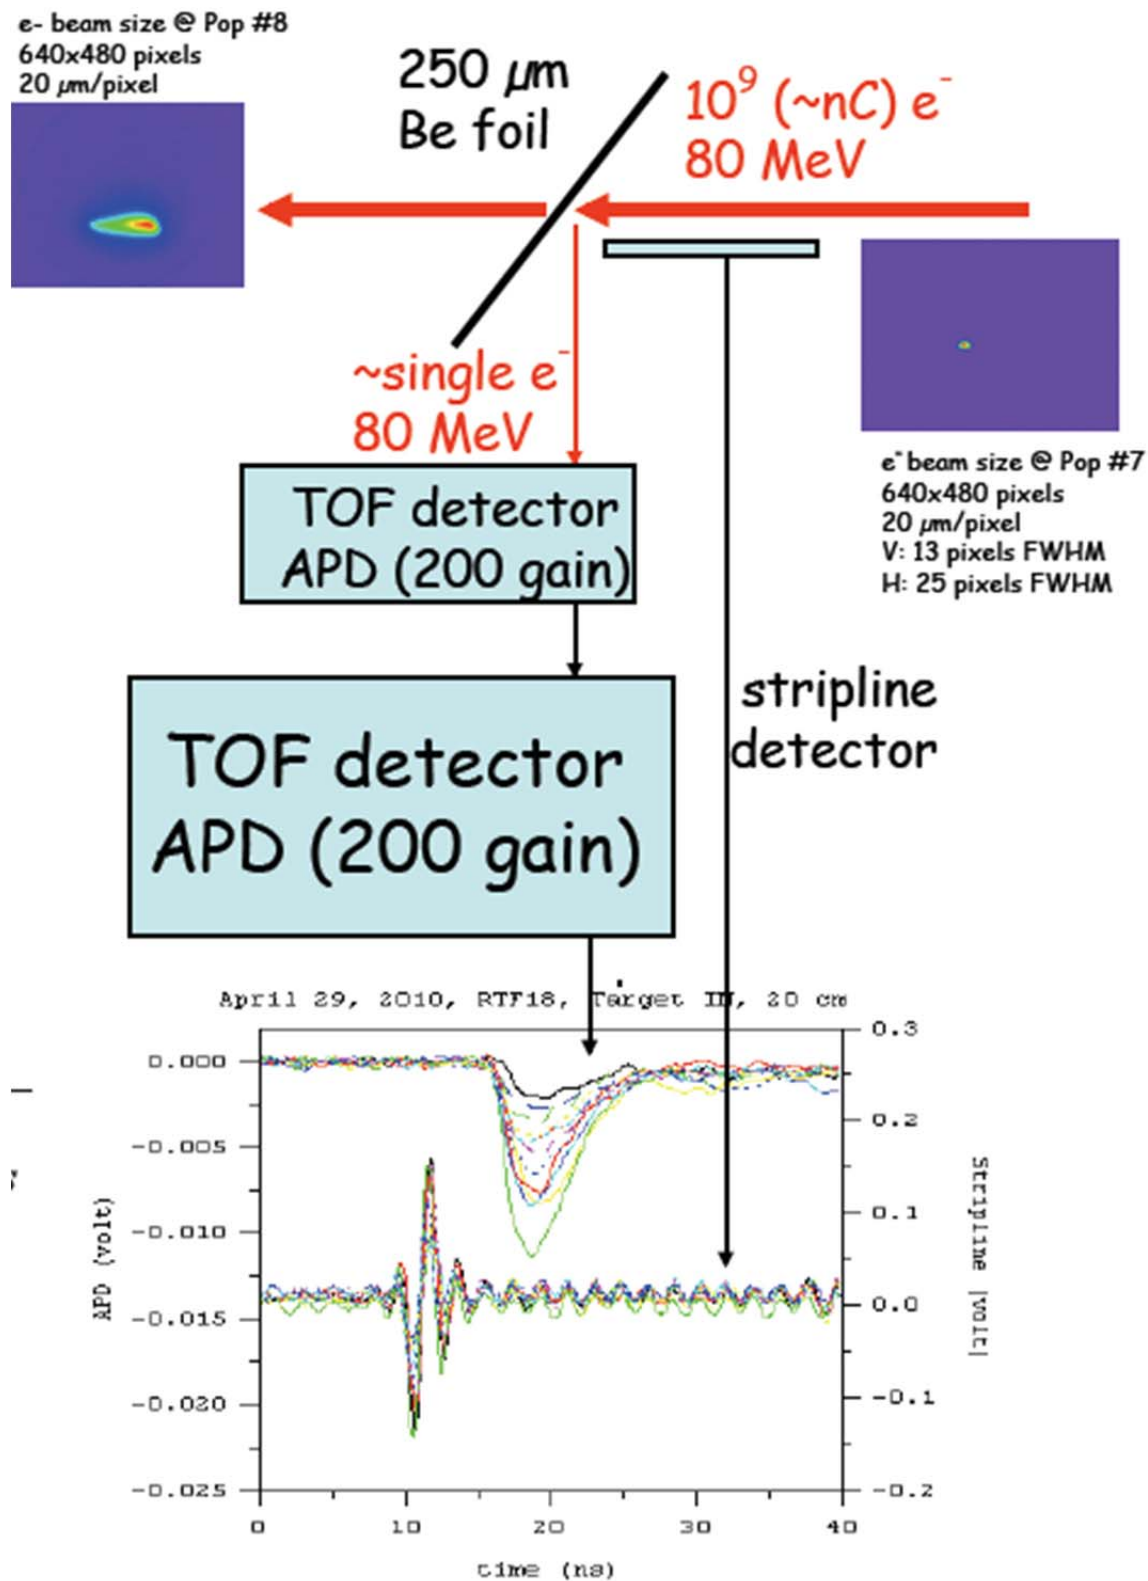 e- beam size @ Pop #8
640x480 pixels
20 µm/pixel
250 µm
Be foil
10⁹ (~nC) e⁻
80 MeV
~single e⁻
80 MeV
e⁻ beam size @ Pop #7
640x480 pixels
20 µm/pixel
V: 13 pixels FWHM
H: 25 pixels FWHM
TOF detector
APD (200 gain)
TOF detector
APD (200 gain)
stripline
detector
April 29, 2010, RTF18, Target IN, 20 cm
0.000
-0.005
-0.010
-0.015
-0.020
-0.025
APD (volt)
0.3
0.2
0.1
0.0
-0.1
-0.2
Stripline |volt|
0 10 20 30 40
time (ns)